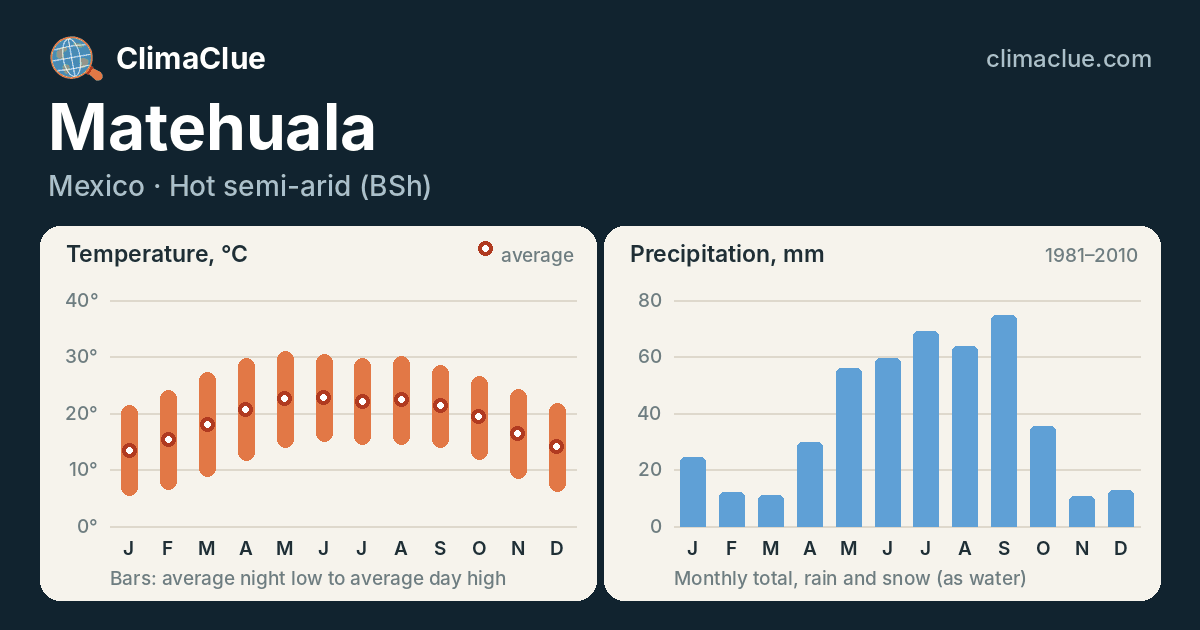 ClimaClue
climaclue.com
Matehuala
Mexico · Hot semi-arid (BSh)
Temperature, °C
average
40°
30°
20°
10°
0°
J F M A M J J A S O N D
Bars: average night low to average day high
Precipitation, mm
1981–2010
80
60
40
20
0
J F M A M J J A S O N D
Monthly total, rain and snow (as water)